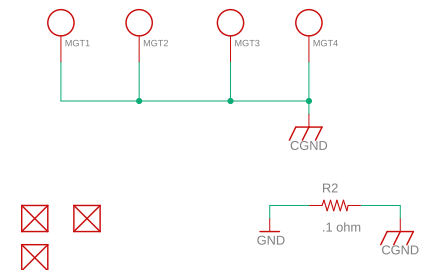 MGT1 MGT2 MGT3 MGT4
CGND
R2
.1 ohm
GND
CGND